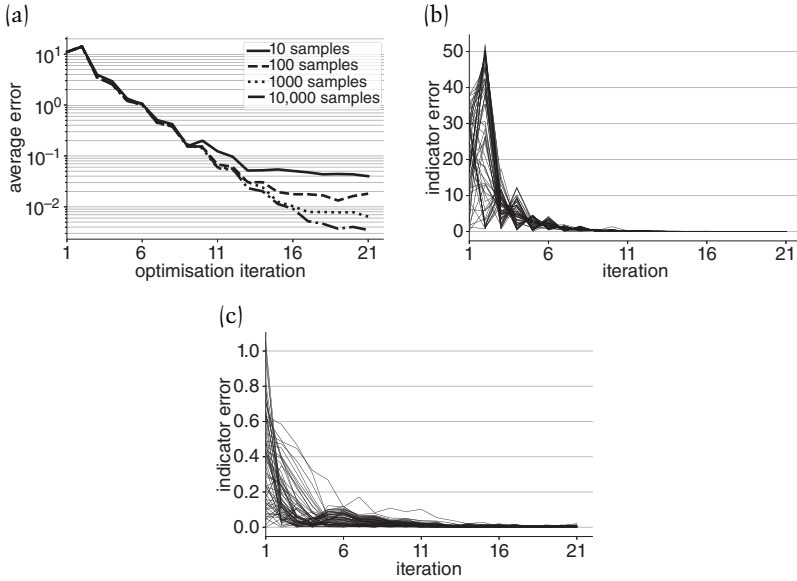 (a)
10 samples
100 samples
1000 samples
10,000 samples
10¹
10⁰
10⁻¹
10⁻²
average error
1 6 11 16 21
optimisation iteration
(b)
50
40
30
20
10
0
indicator error
1 6 11 16 21
iteration
(c)
1.0
0.8
0.6
0.4
0.2
0.0
indicator error
1 6 11 16 21
iteration